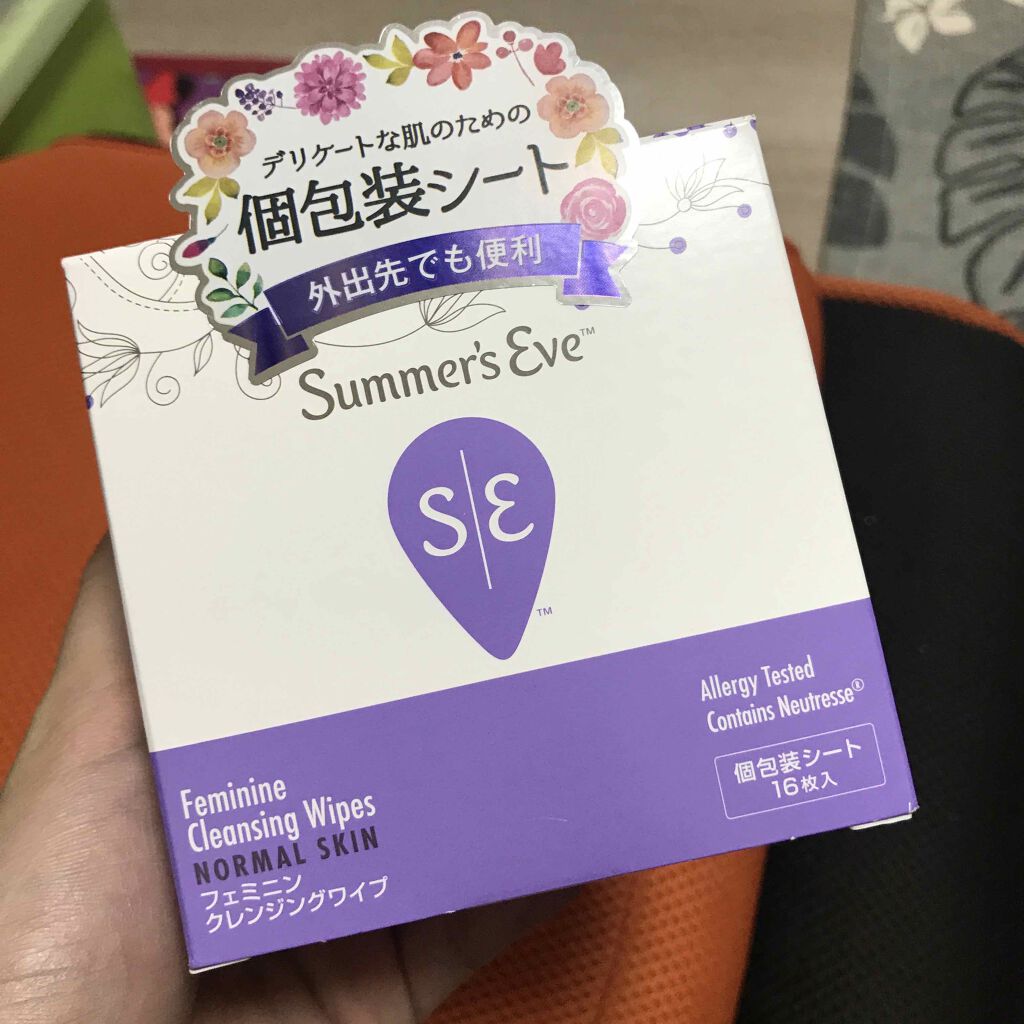 デリケートな肌のための
個包装シート
外出先でも便利
Summer's Eve™
S|E
™
Allergy Tested
Contains Neutresse®
個包装シート
16枚入
Feminine
Cleansing Wipes
NORMAL SKIN
フェミニン
クレンジングワイプ